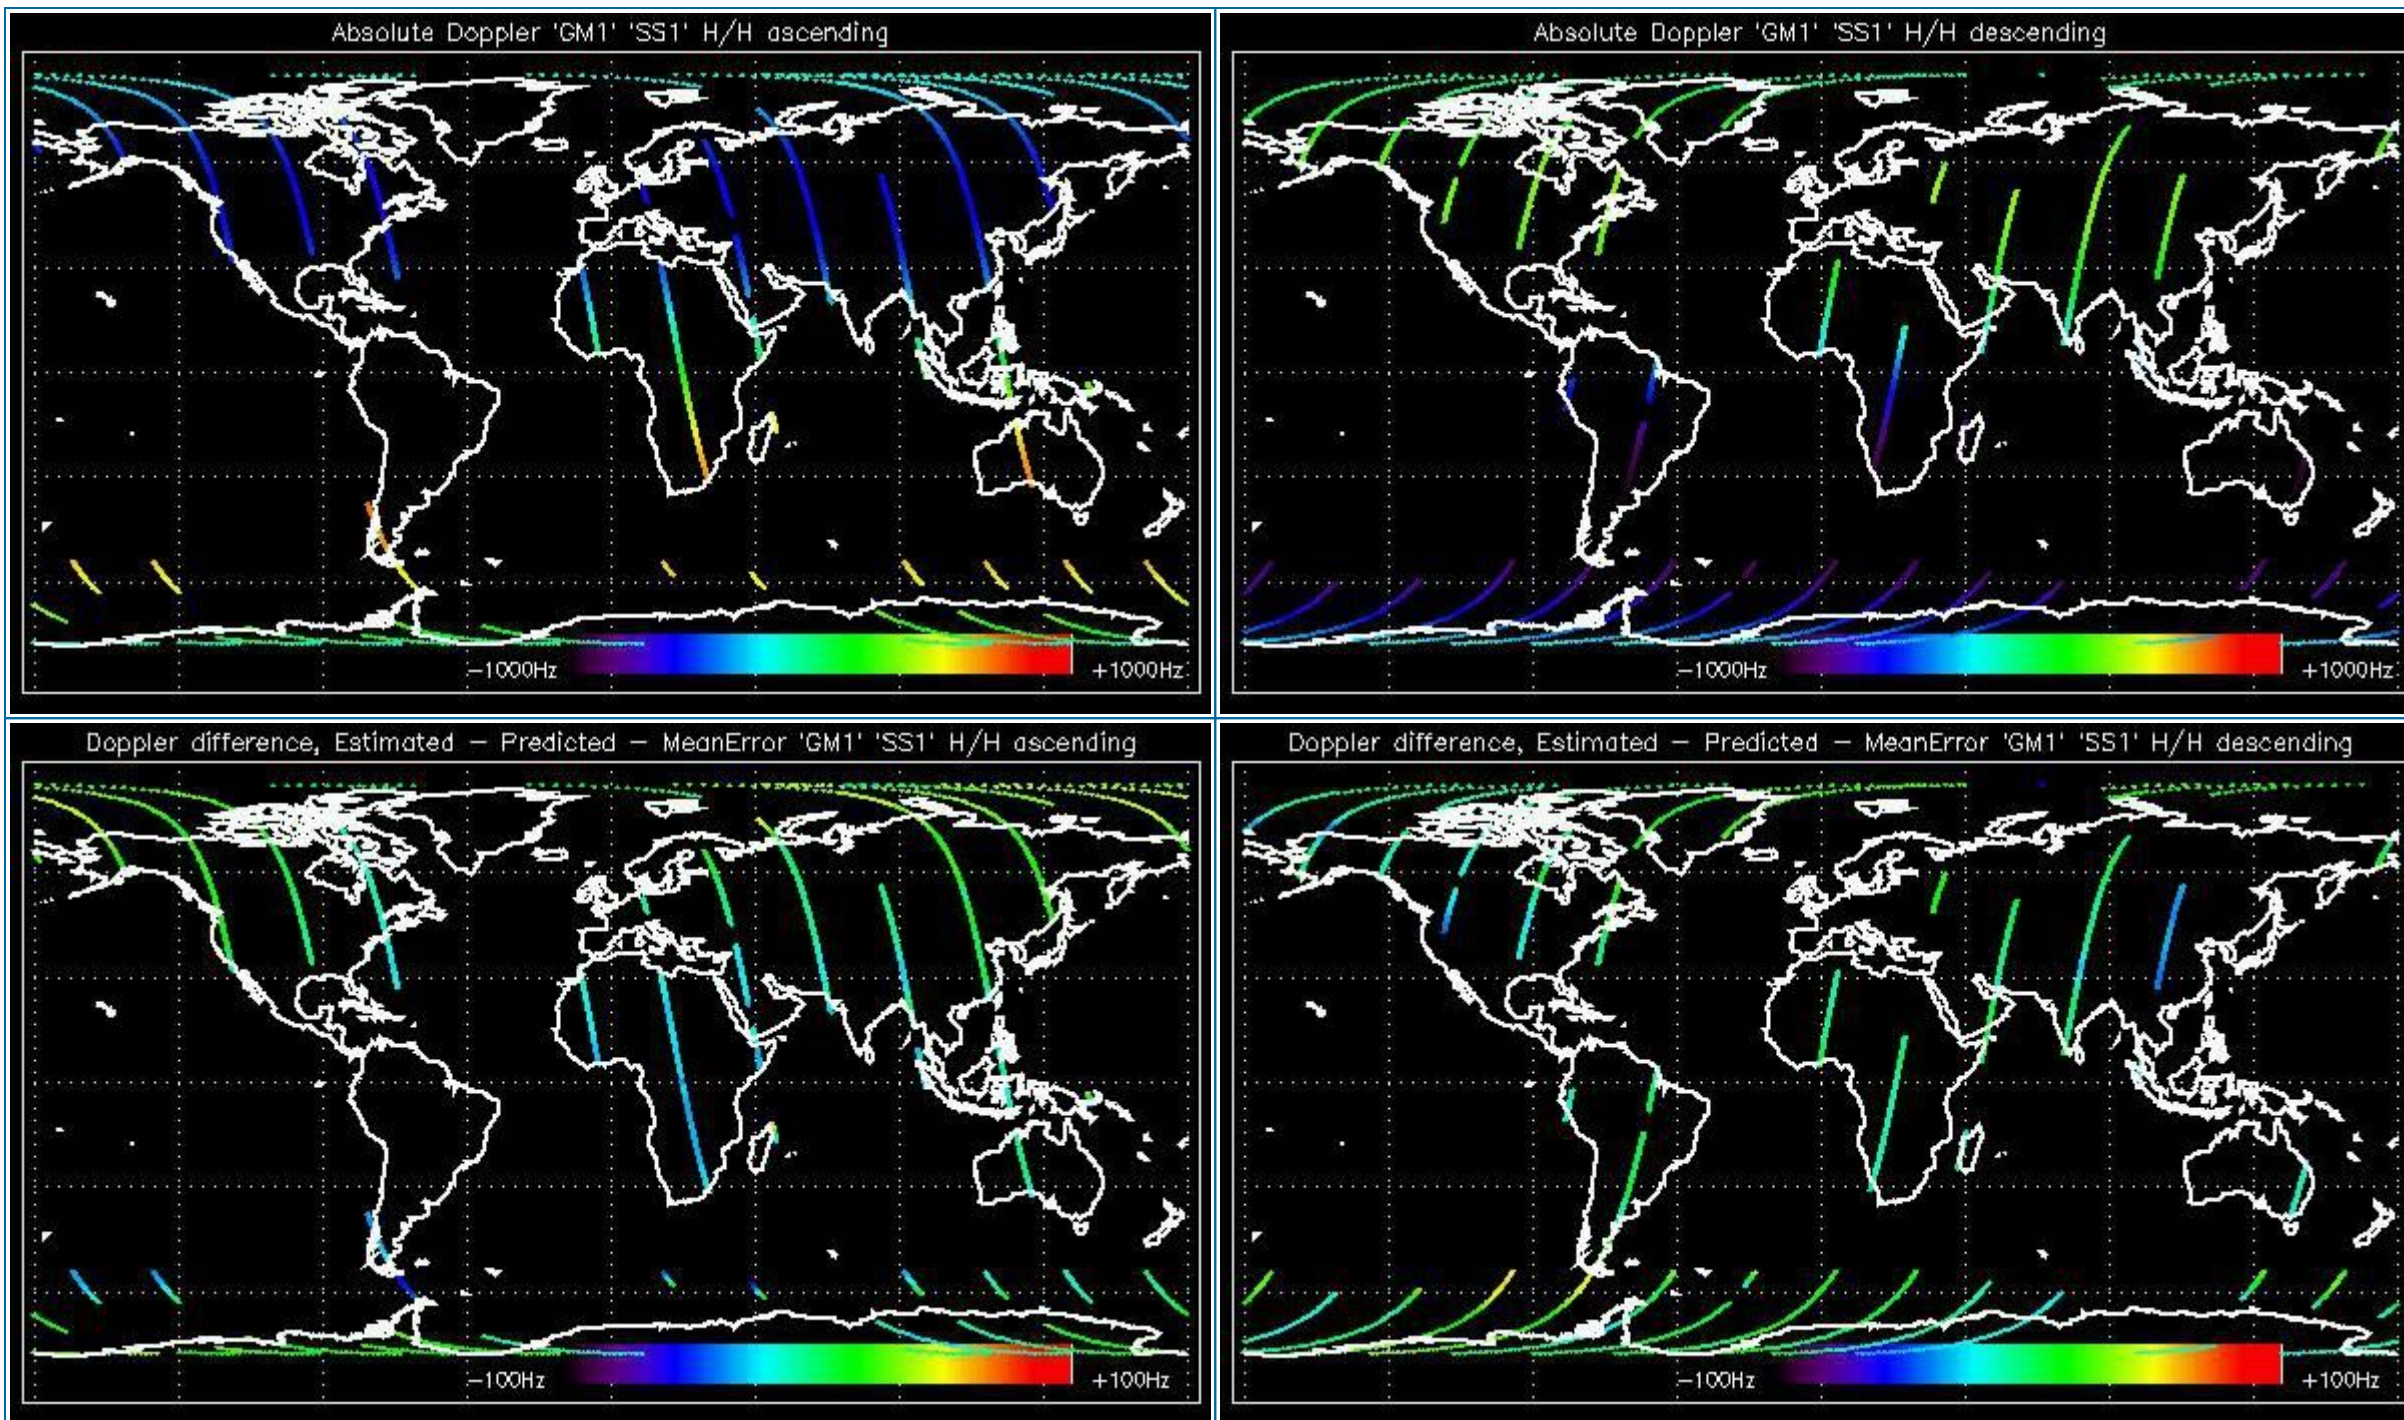 Absolute Doppler 'GM1' 'SS1' H/H ascending
-1000Hz
+1000Hz
Absolute Doppler 'GM1' 'SS1' H/H descending
-1000Hz
+1000Hz
Doppler difference, Estimated - Predicted - MeanError 'GM1' 'SS1' H/H ascending
-100Hz
+100Hz
Doppler difference, Estimated - Predicted - MeanError 'GM1' 'SS1' H/H descending
-100Hz
+100Hz